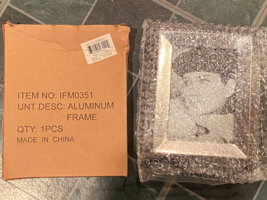 ITEM NO: IFM0351
UNT DESC: ALUMINUM
FRAME
QTY: 1PCS
MADE IN CHINA